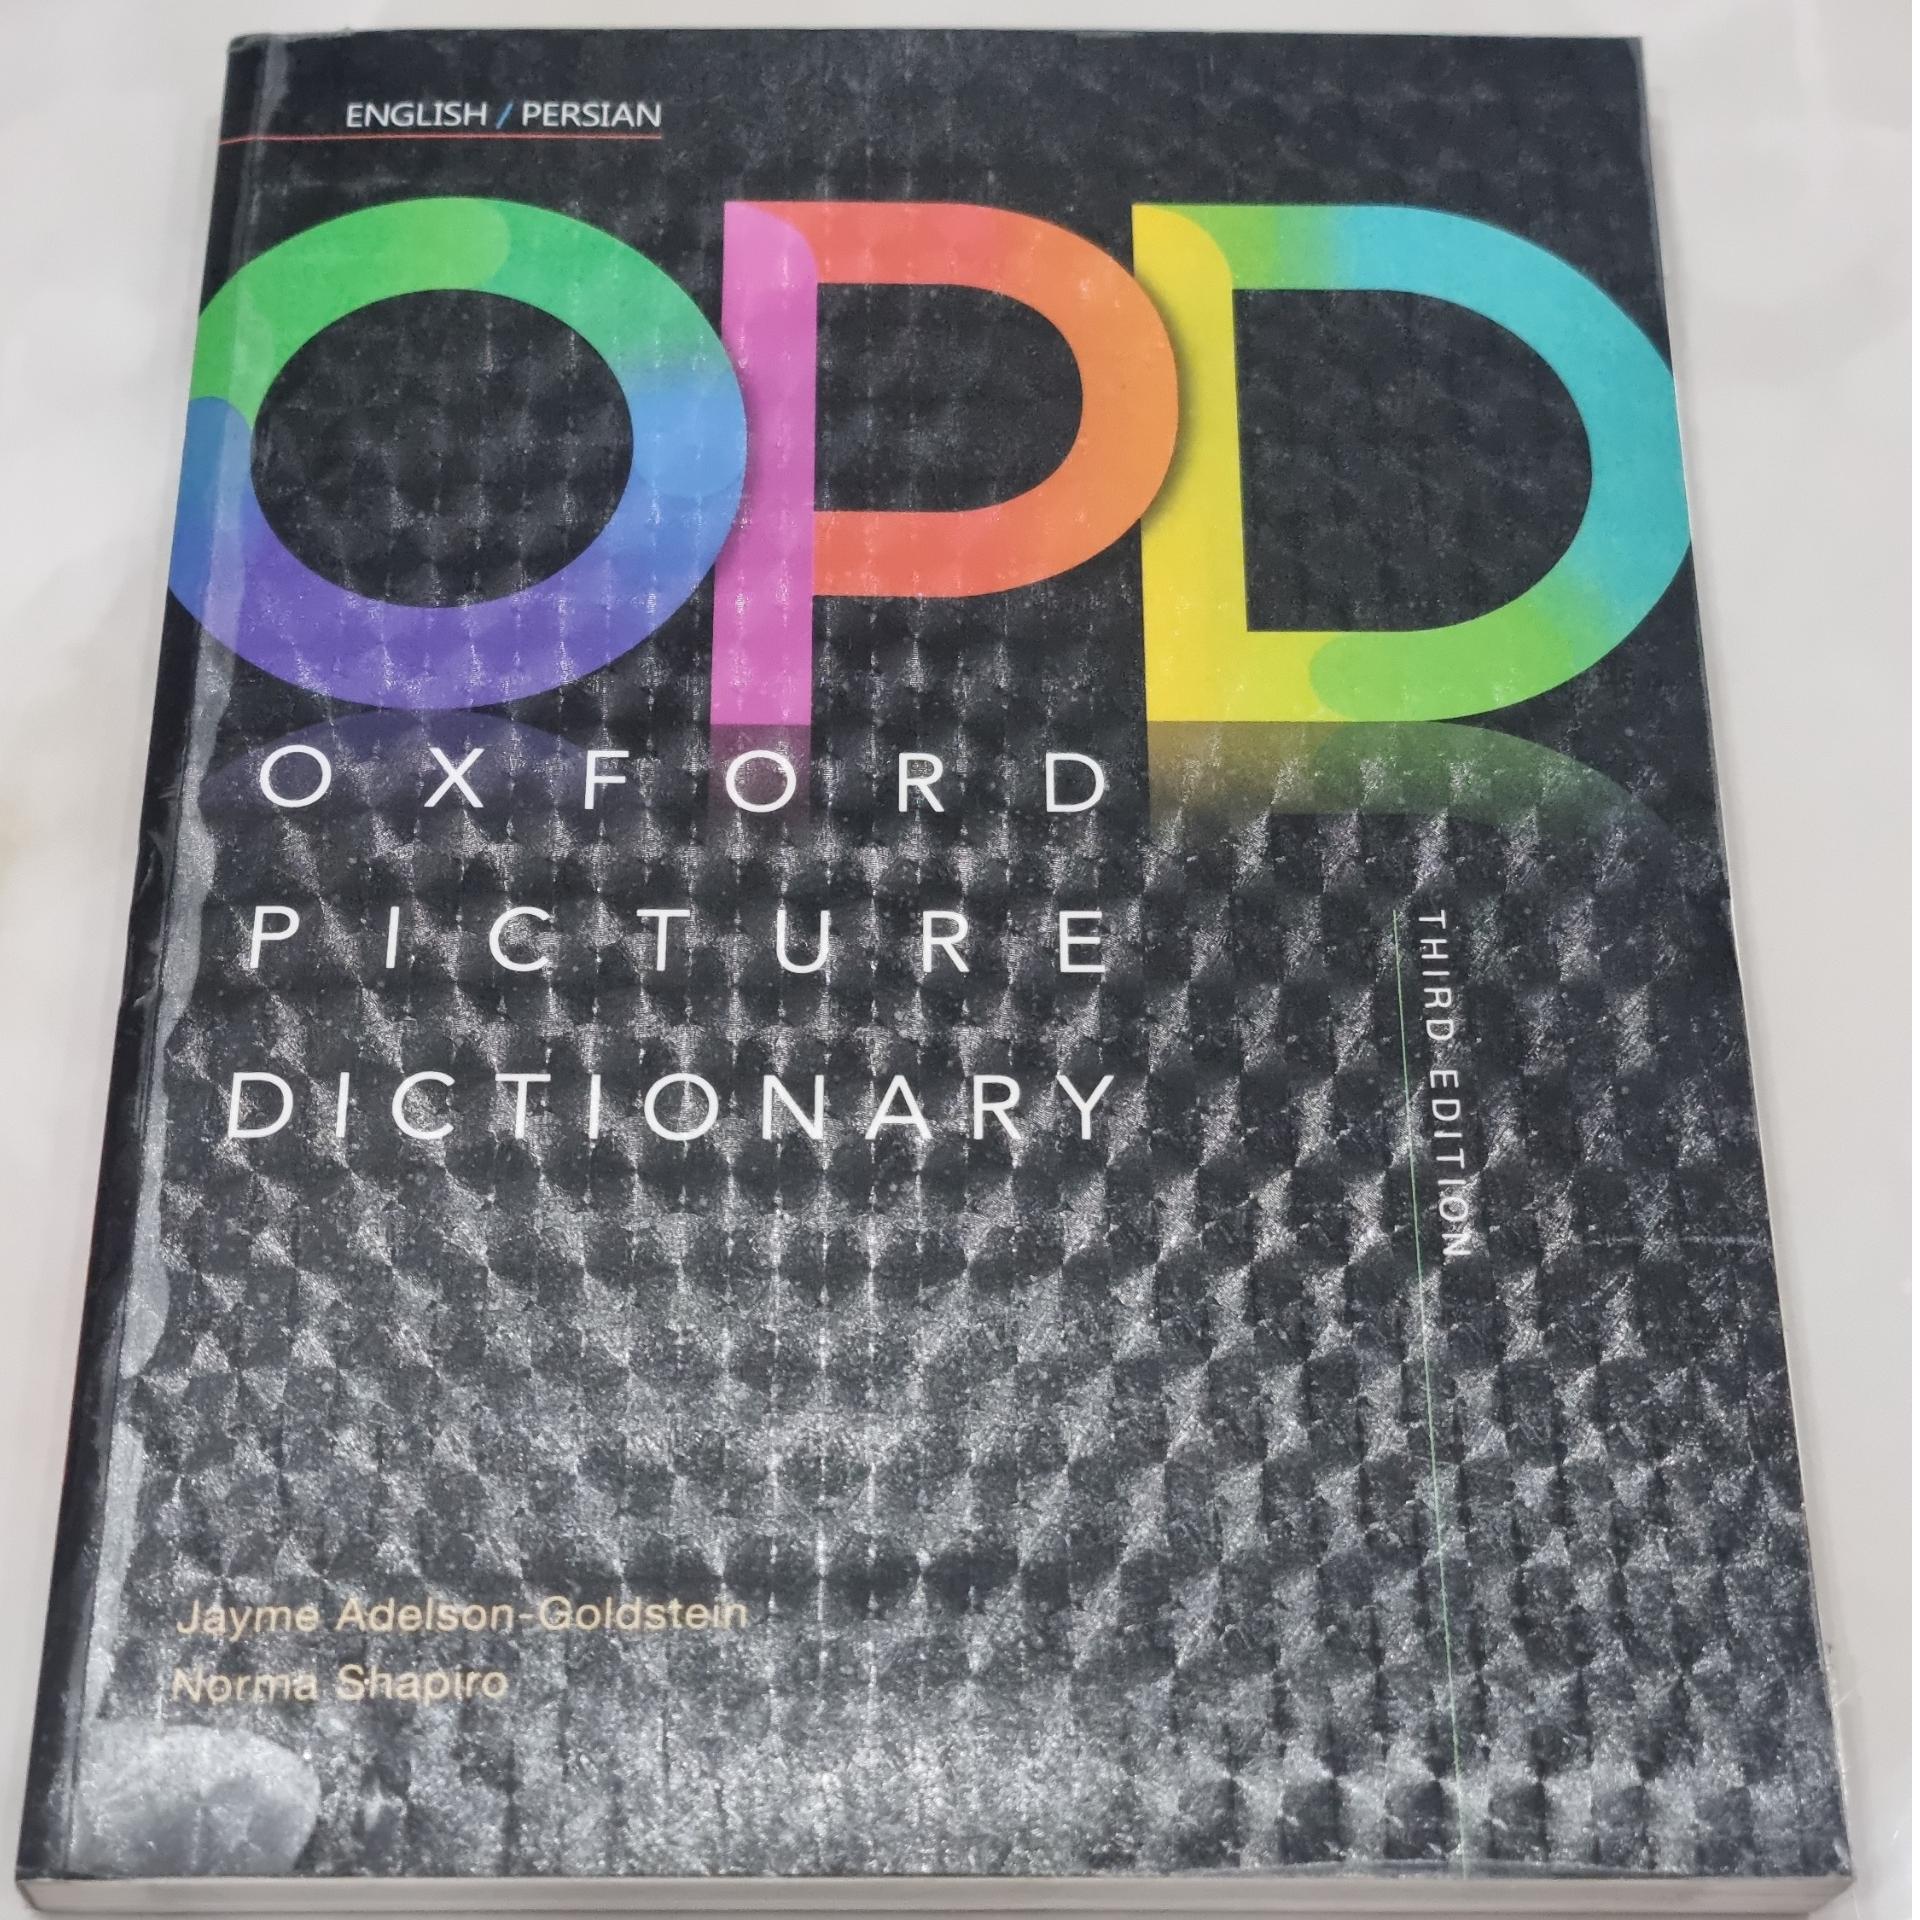 ENGLISH / PERSIAN
OPD
OXFORD
PICTURE
DICTIONARY
THIRD EDITION
Jayme Adelson-Goldstein
Norma Shapiro